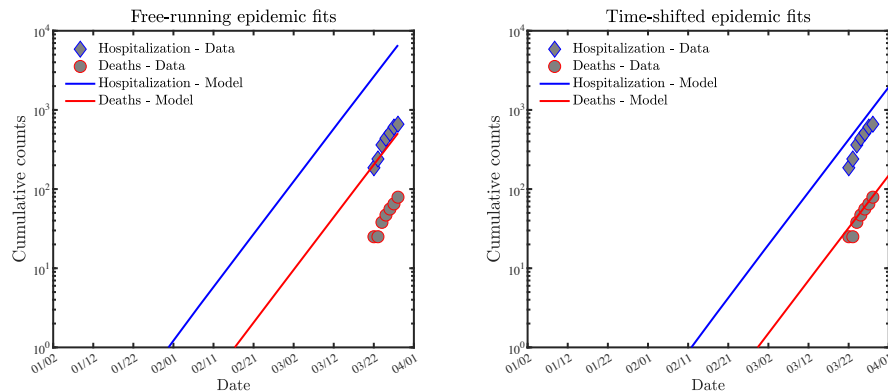 Free-running epidemic fits
10^4
10^3
10^2
10^1
10^0
Cumulative counts
Hospitalization - Data
Deaths - Data
Hospitalization - Model
Deaths - Model
01/02 01/12 01/22 02/01 02/11 02/21 03/02 03/12 03/22 04/01
Date
Time-shifted epidemic fits
10^4
10^3
10^2
10^1
10^0
Cumulative counts
Hospitalization - Data
Deaths - Data
Hospitalization - Model
Deaths - Model
01/02 01/12 01/22 02/01 02/11 02/21 03/02 03/12 03/22 04/01
Date